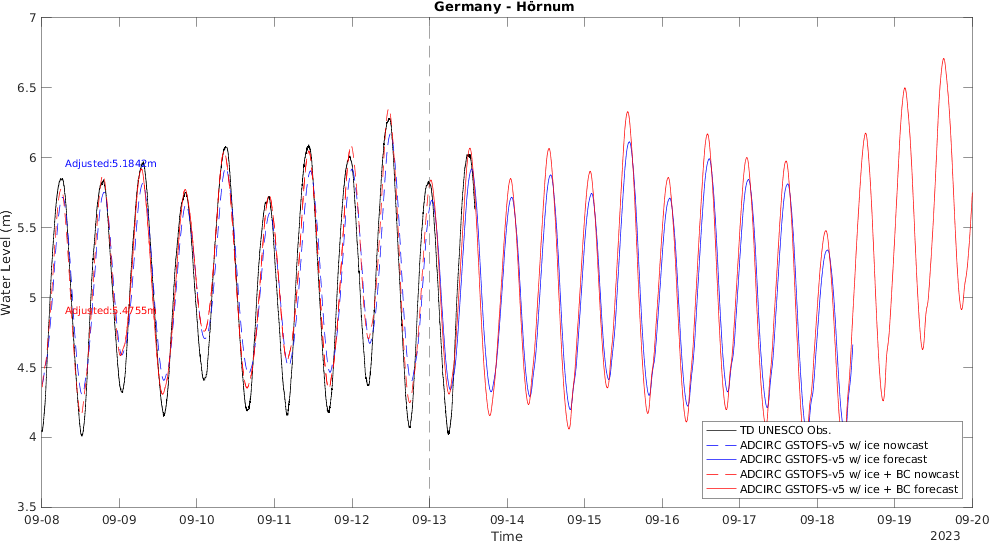 Germany - Hörnum
7
6.5
6
5.5
5
4.5
4
3.5
Water Level (m)
Adjusted:5.1842m
Adjusted:5.4755m
TD UNESCO Obs.
ADCIRC GSTOFS-v5 w/ ice nowcast
ADCIRC GSTOFS-v5 w/ ice forecast
ADCIRC GSTOFS-v5 w/ ice + BC nowcast
ADCIRC GSTOFS-v5 w/ ice + BC forecast
09-08 09-09 09-10 09-11 09-12 09-13 09-14 09-15 09-16 09-17 09-18 09-19 09-20
Time
2023